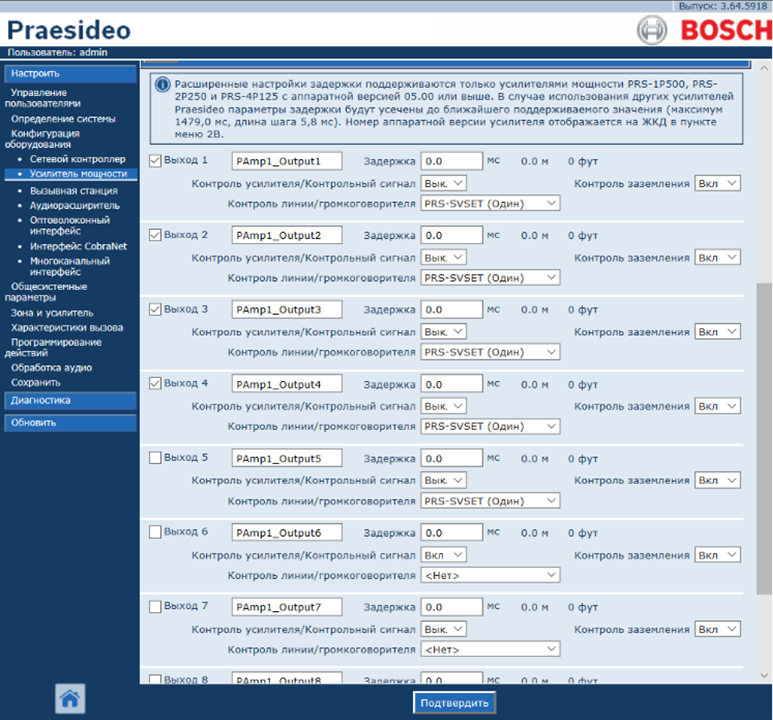 Выпуск: 3.64.5918
Praesideo
BOSCH
Пользователь: admin
Настроить
Управление
пользователями
Определение системы
Конфигурация
оборудования
• Сетевой контроллер
• Усилитель мощности
• Вызывная станция
• Аудиорасширитель
• Оптоволоконный
интерфейс
• Интерфейс CobraNet
• Многоканальный
интерфейс
Общесистемные
параметры
Зона и усилитель
Характеристики вызова
Программирование
действий
Обработка аудио
Сохранить
Диагностика
Обновить
Расширенные настройки задержки поддерживаются только усилителями мощности PRS-1P500, PRS-
2P250 и PRS-4P125 с аппаратной версией 05.00 или выше. В случае использования других усилителей
Praesideo параметры задержки будут усечены до ближайшего поддерживаемого значения (максимум
1479,0 мс, длина шага 5,8 мс). Номер аппаратной версии усилителя отображается на ЖКД в пункте
меню 2B.
Выход 1 PAmp1_Output1 Задержка 0.0 мс 0.0 м 0 фут
Контроль усилителя/Контрольный сигнал Вык. Контроль заземления Вкл
Контроль линии/громкоговорителя PRS-SVSET (Один)
Выход 2 PAmp1_Output2 Задержка 0.0 мс 0.0 м 0 фут
Контроль усилителя/Контрольный сигнал Вык. Контроль заземления Вкл
Контроль линии/громкоговорителя PRS-SVSET (Один)
Выход 3 PAmp1_Output3 Задержка 0.0 мс 0.0 м 0 фут
Контроль усилителя/Контрольный сигнал Вык. Контроль заземления Вкл
Контроль линии/громкоговорителя PRS-SVSET (Один)
Выход 4 PAmp1_Output4 Задержка 0.0 мс 0.0 м 0 фут
Контроль усилителя/Контрольный сигнал Вык. Контроль заземления Вкл
Контроль линии/громкоговорителя PRS-SVSET (Один)
Выход 5 PAmp1_Output5 Задержка 0.0 мс 0.0 м 0 фут
Контроль усилителя/Контрольный сигнал Вык. Контроль заземления Вкл
Контроль линии/громкоговорителя PRS-SVSET (Один)
Выход 6 PAmp1_Output6 Задержка 0.0 мс 0.0 м 0 фут
Контроль усилителя/Контрольный сигнал Вкл Контроль заземления Вкл
Контроль линии/громкоговорителя <Нет>
Выход 7 PAmp1_Output7 Задержка 0.0 мс 0.0 м 0 фут
Контроль усилителя/Контрольный сигнал Вык. Контроль заземления Вкл
Контроль линии/громкоговорителя <Нет>
Выход 8 PAmp1_Output8 Задержка 0.0 мс 0.0 м 0 фут
Подтвердить